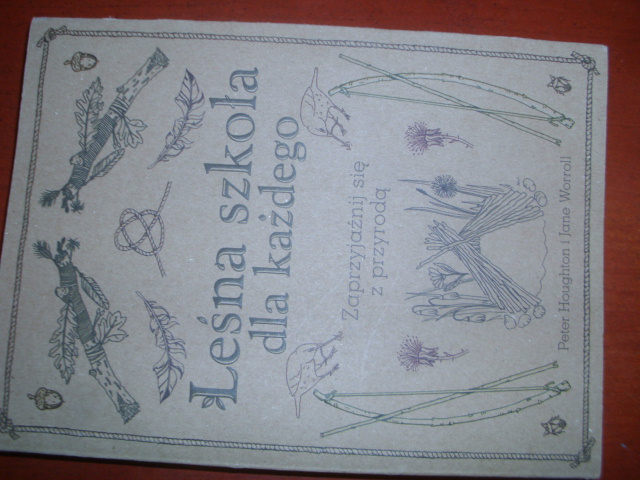 Leśna szkoła
dla każdego
Zaprzyjaźnij się
z przyrodą
Peter Houghton i Jane Worroll